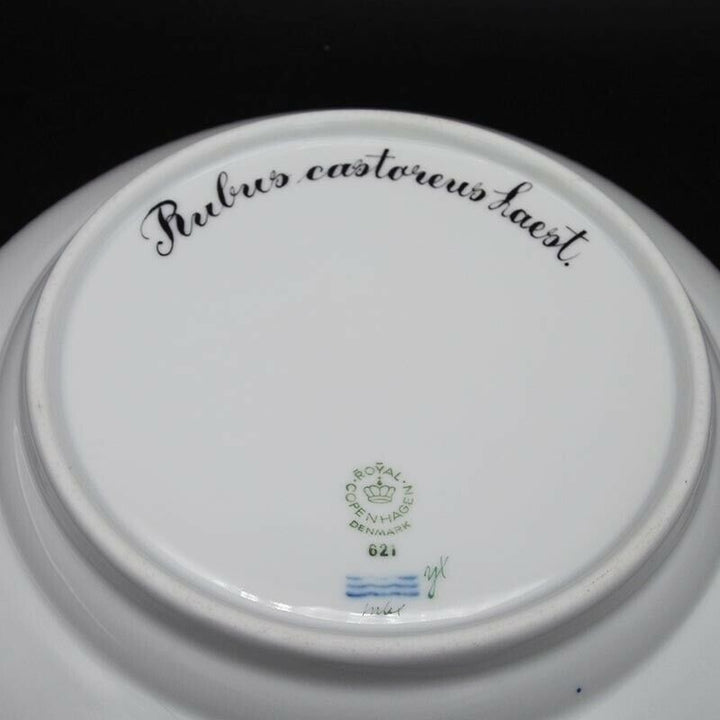 Rubus castoreus Laest.
ROYAL COPENHAGEN
DENMARK
621